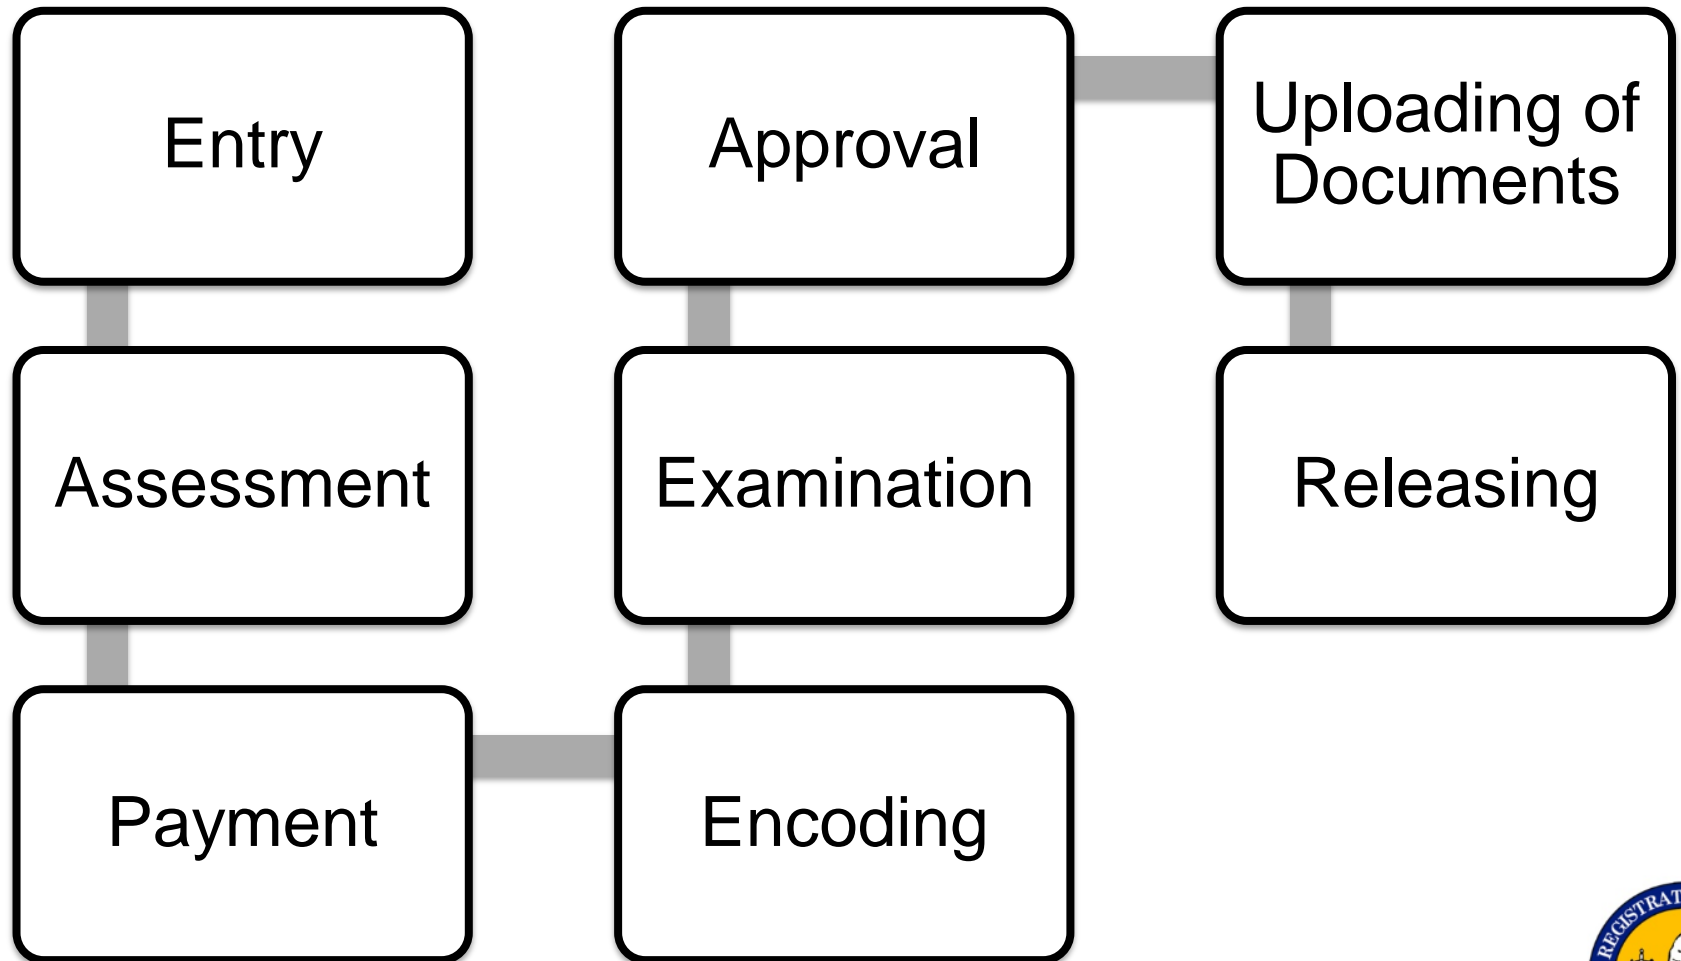 Entry
Assessment
Payment
Encoding
Examination
Approval
Uploading of
Documents
Releasing